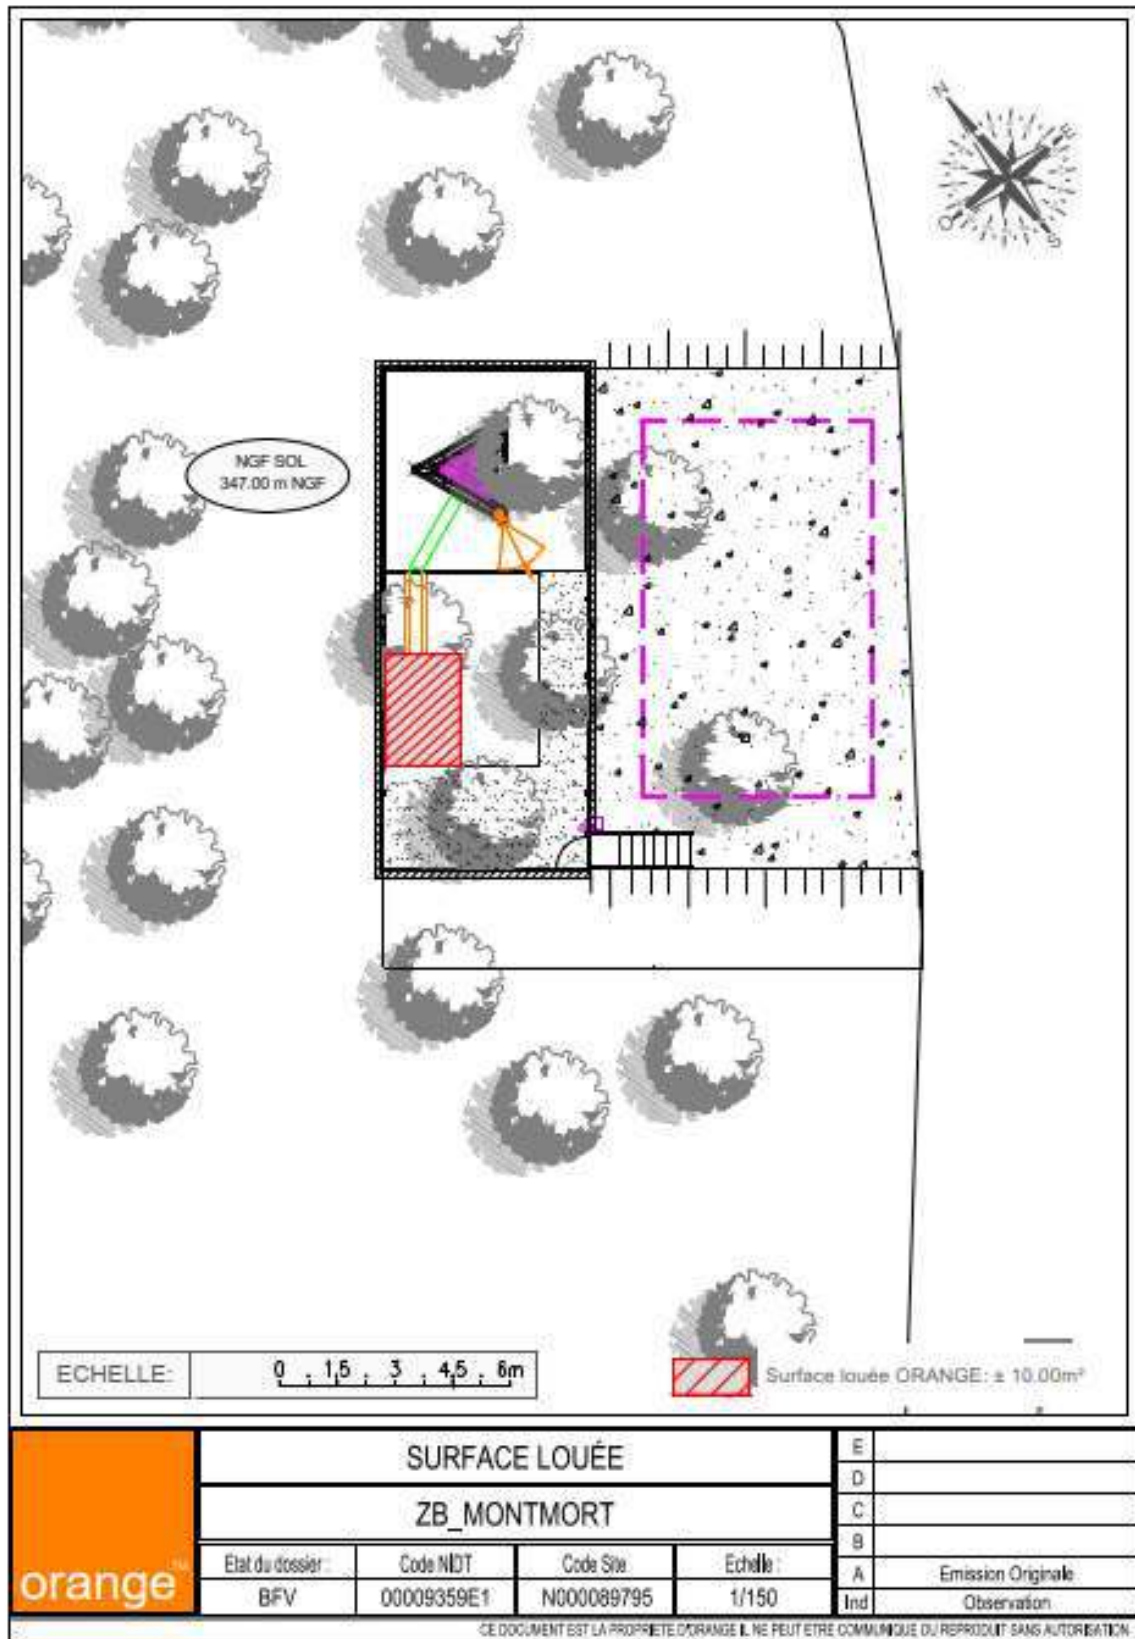 N
E
O
S
NGF SOL
347.00 m NGF
ECHELLE:
0 1,5 3 4,5 6m
Surface louée ORANGE: ± 10.00m²
orange™
SURFACE LOUÉE
ZB_MONTMORT
Etat du dossier : Code NIDT Code Site Echelle :
BFV 00009359E1 N000089795 1/150
E
D
C
B
A Emission Originale
Ind Observation
CE DOCUMENT EST LA PROPRIETE D'ORANGE IL NE PEUT ETRE COMMUNIQUE OU REPRODUIT SANS AUTORISATION